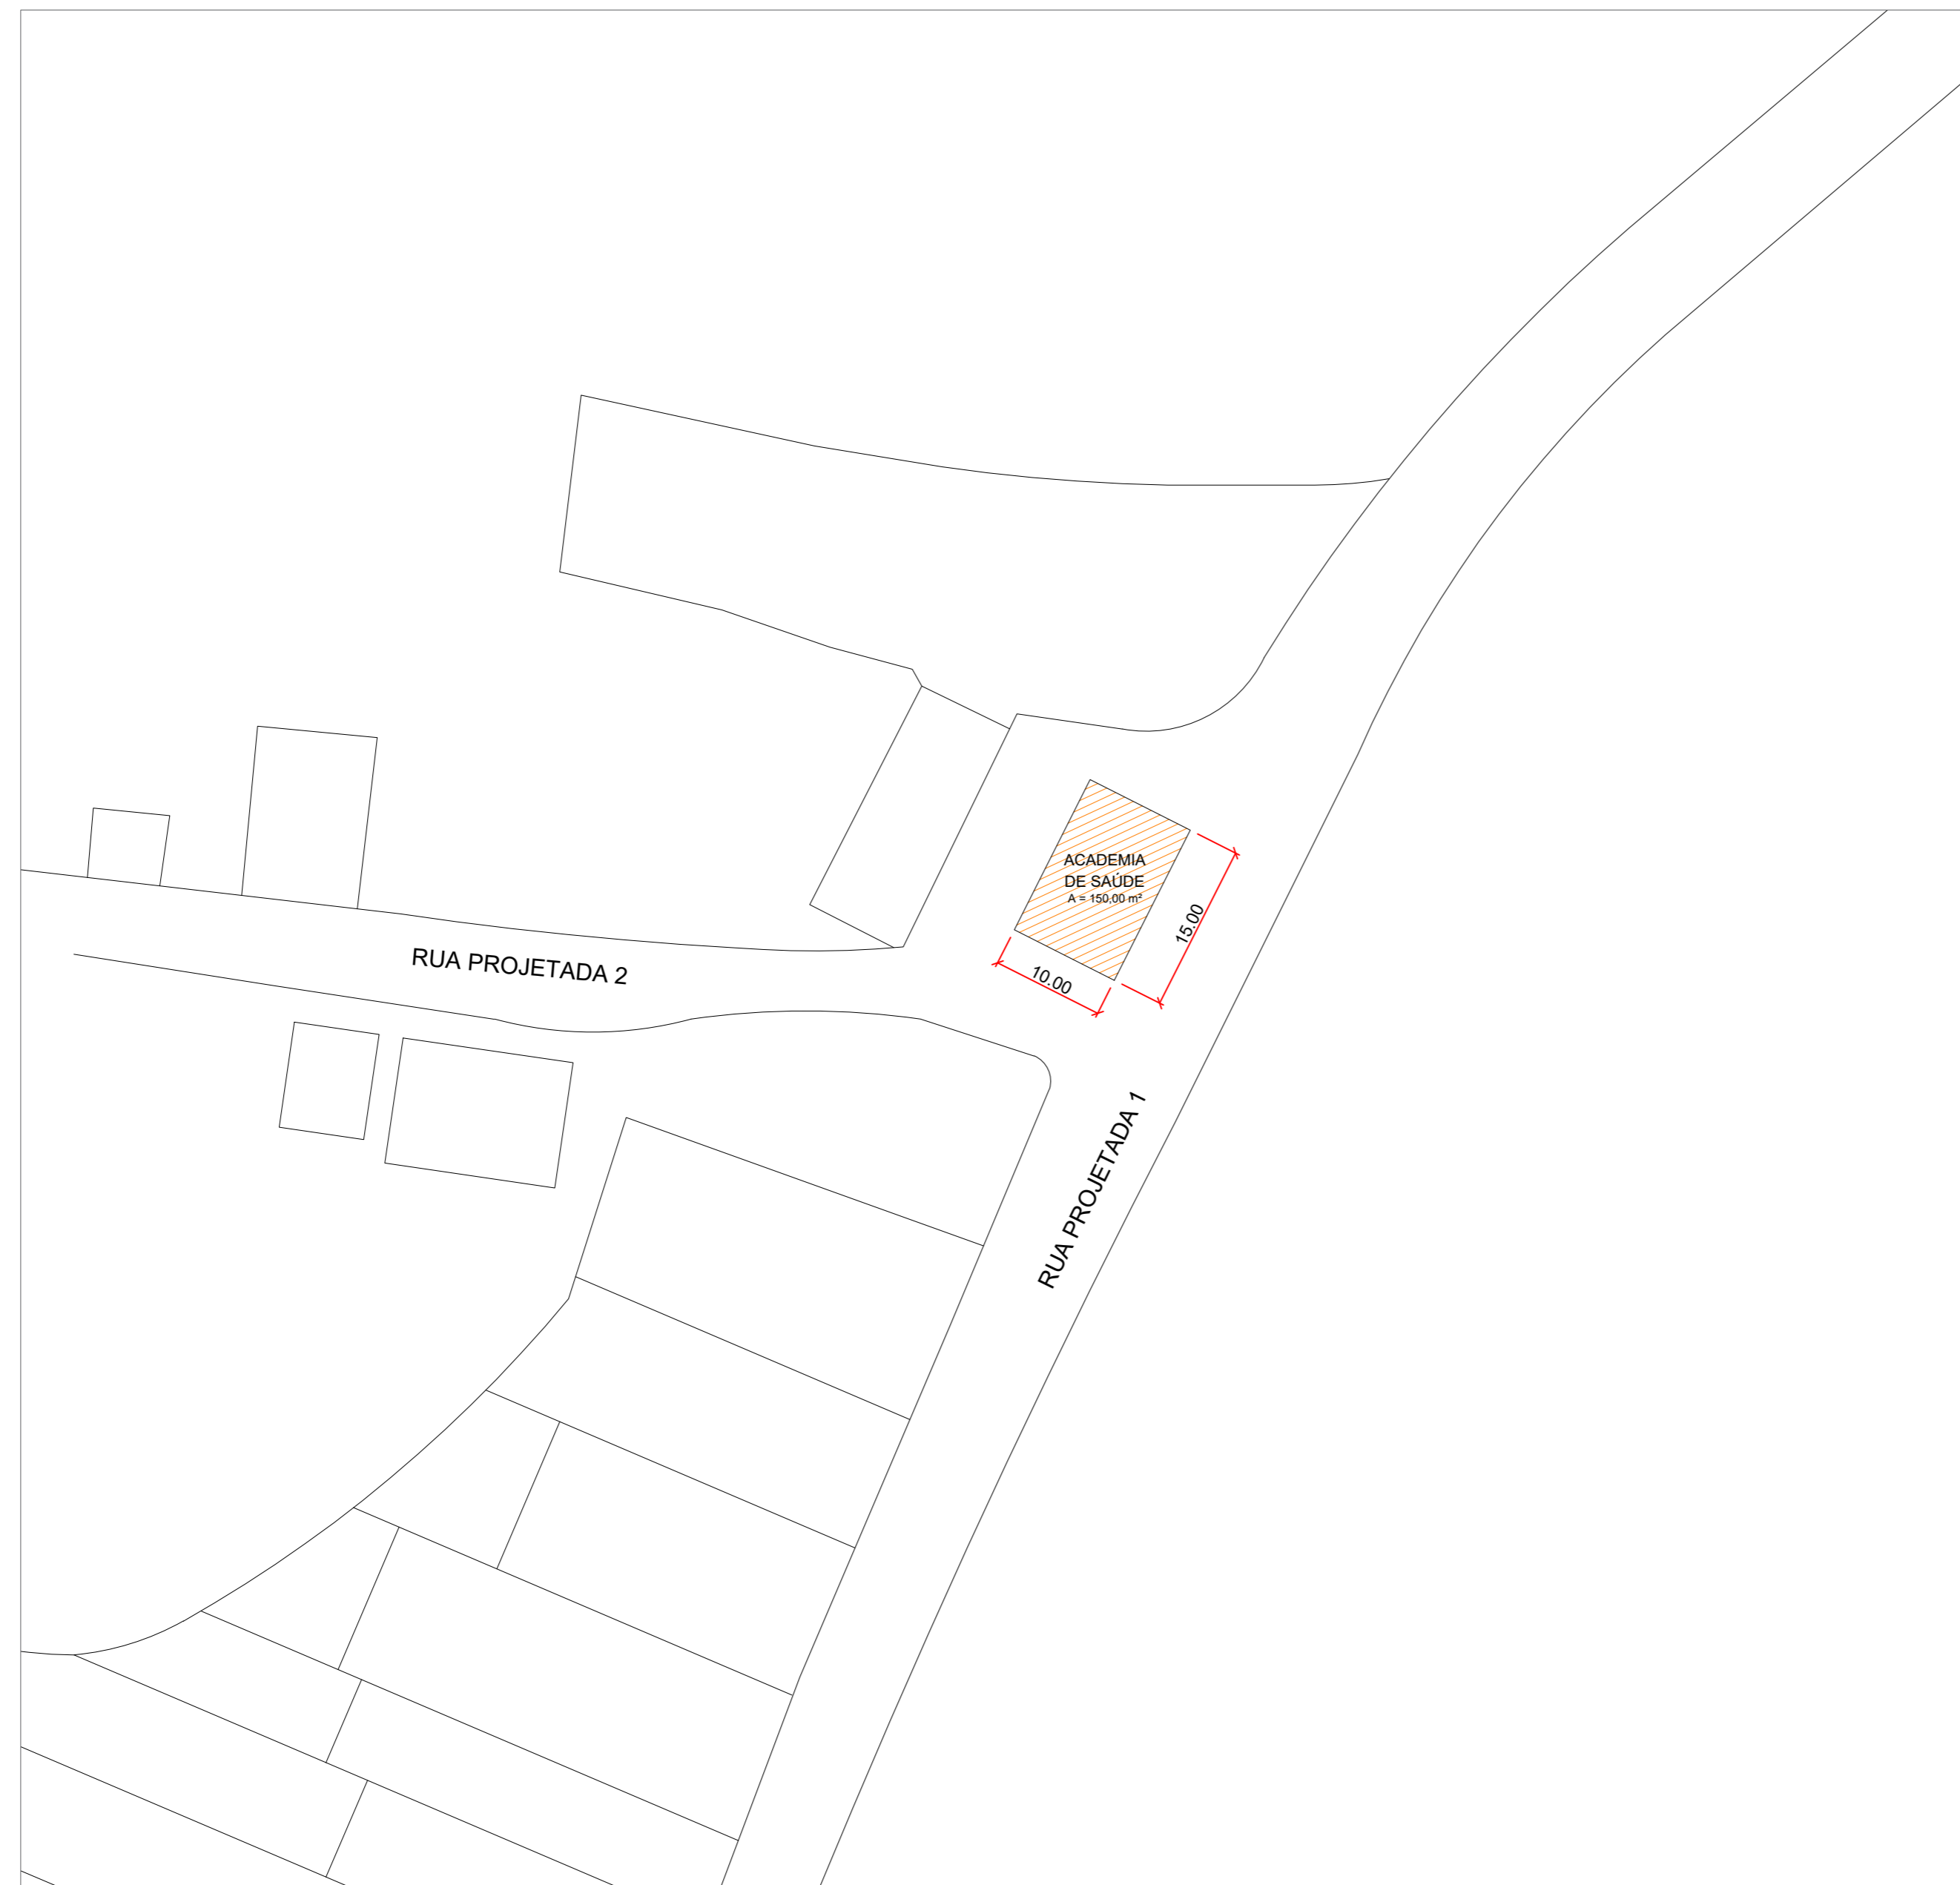 ACADEMIA
DE SAÚDE
A = 150,00 m²
15.00
10.00
RUA PROJETADA 2
RUA PROJETADA 1